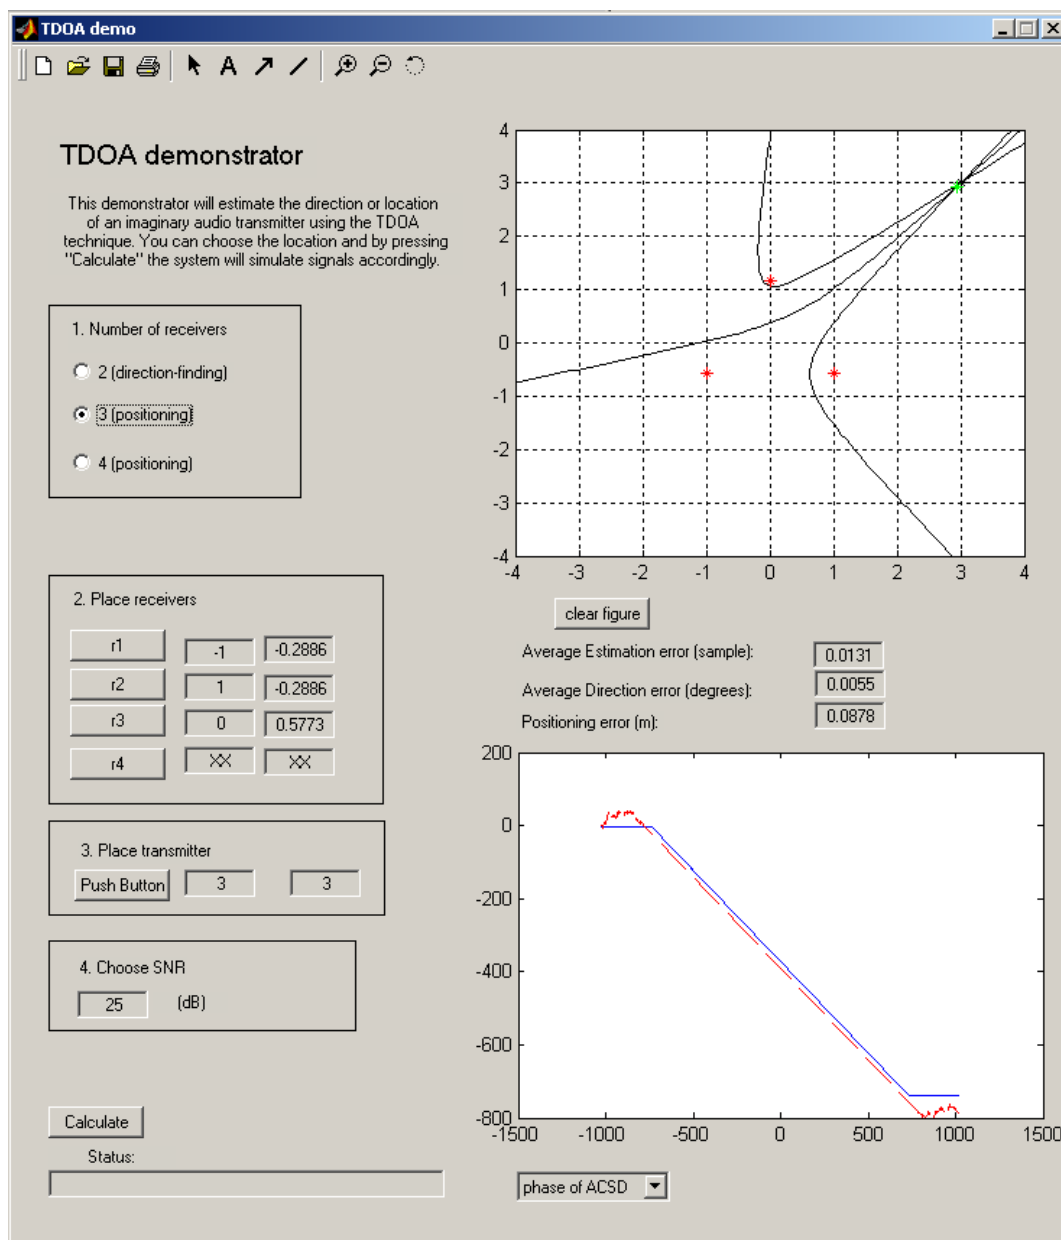 TDOA demo
TDOA demonstrator
This demonstrator will estimate the direction or location
of an imaginary audio transmitter using the TDOA
technique. You can choose the location and by pressing
"Calculate" the system will simulate signals accordingly.
1. Number of receivers
2 (direction-finding)
3 (positioning)
4 (positioning)
2. Place receivers
r1 -1 -0.2886
r2 1 -0.2886
r3 0 0.5773
r4 XX XX
3. Place transmitter
Push Button 3 3
4. Choose SNR
25 (dB)
Calculate
Status:
4
3
2
1
0
-1
-2
-3
-4
-4 -3 -2 -1 0 1 2 3 4
clear figure
Average Estimation error (sample): 0.0131
Average Direction error (degrees): 0.0055
Positioning error (m): 0.0878
200
0
-200
-400
-600
-800
-1500 -1000 -500 0 500 1000 1500
phase of ACSD